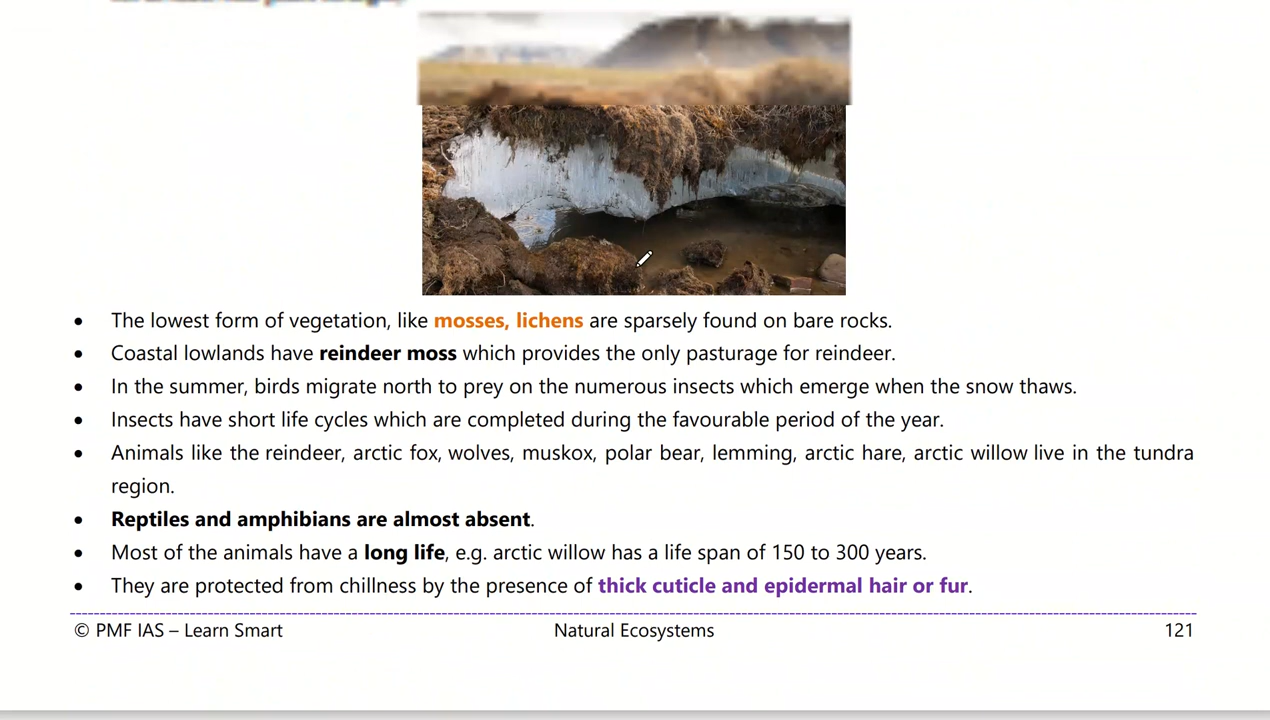 • The lowest form of vegetation, like mosses, lichens are sparsely found on bare rocks.
• Coastal lowlands have reindeer moss which provides the only pasturage for reindeer.
• In the summer, birds migrate north to prey on the numerous insects which emerge when the snow thaws.
• Insects have short life cycles which are completed during the favourable period of the year.
• Animals like the reindeer, arctic fox, wolves, muskox, polar bear, lemming, arctic hare, arctic willow live in the tundra
region.
• Reptiles and amphibians are almost absent.
• Most of the animals have a long life, e.g. arctic willow has a life span of 150 to 300 years.
• They are protected from chillness by the presence of thick cuticle and epidermal hair or fur.
© PMF IAS – Learn Smart Natural Ecosystems 121